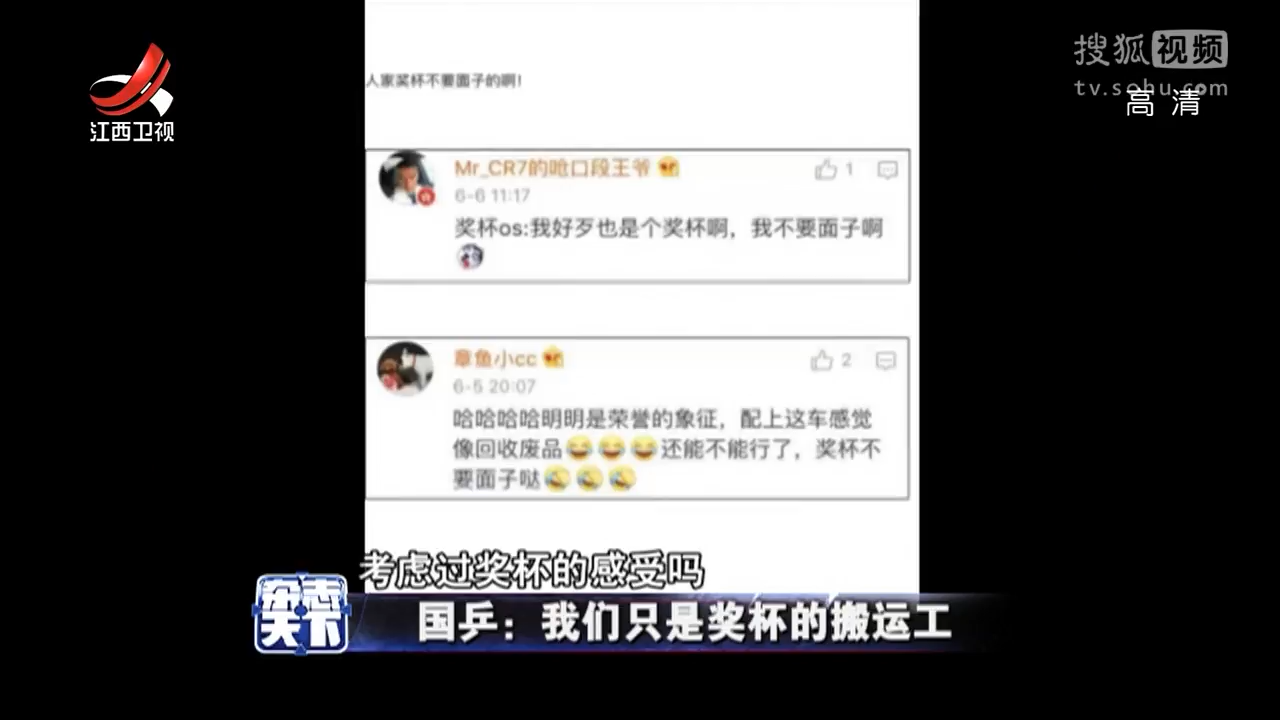 江西卫视
搜狐视频
tv.sohu.com
高清
人家奖杯不要面子的啊!
Mr_CR7的呛口段王爷
1
6-6 11:17
奖杯os:我好歹也是个奖杯啊，我不要面子啊
章鱼小cc
2
6-5 20:07
哈哈哈哈明明是荣誉的象征，配上这车感觉
像回收废品😂😂😂还能不能行了，奖杯不
要面子哒🤣🤣🤣
考虑过奖杯的感受吗
杂志
天下
国乒：我们只是奖杯的搬运工